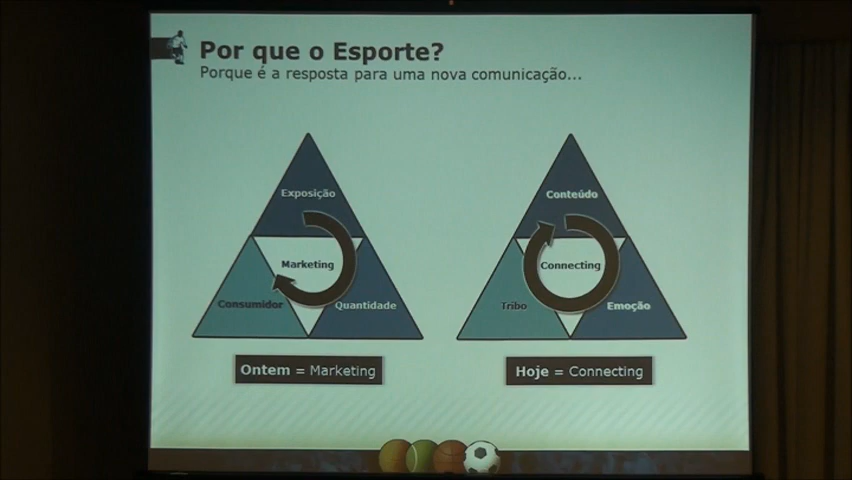 Por que o Esporte?
Porque é a resposta para uma nova comunicação...
Exposição
Marketing
Consumidor
Quantidade
Ontem = Marketing
Conteúdo
Connecting
Tribo
Emoção
Hoje = Connecting